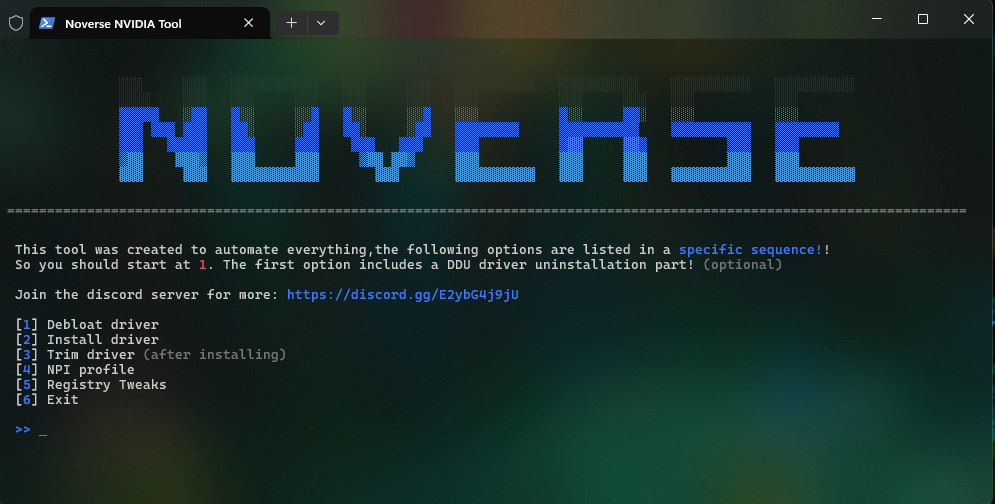 Noverse NVIDIA Tool
NOVERSE
========================================================================================================================
This tool was created to automate everything,the following options are listed in a specific sequence!!
So you should start at 1. The first option includes a DDU driver uninstallation part! (optional)
Join the discord server for more: https://discord.gg/E2ybG4j9jU
[1] Debloat driver
[2] Install driver
[3] Trim driver (after installing)
[4] NPI profile
[5] Registry Tweaks
[6] Exit
>> _